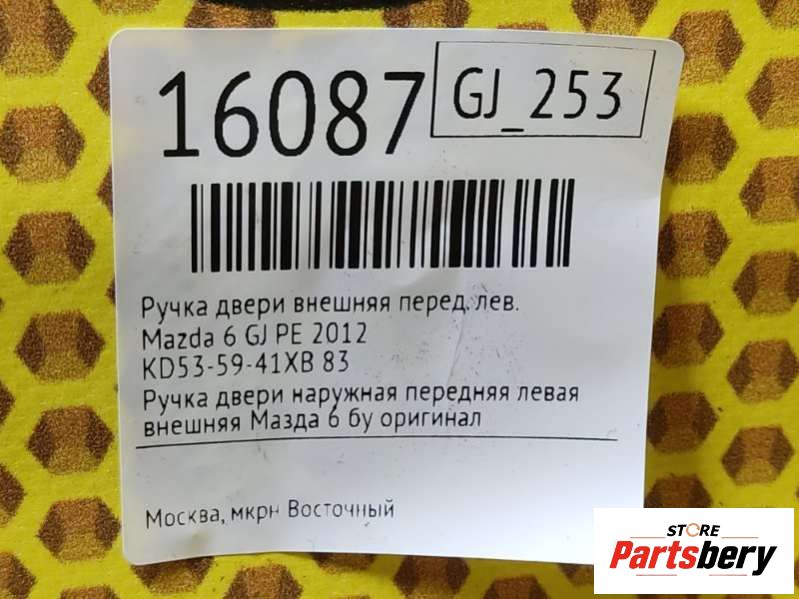 16087
GJ_253
Ручка двери внешняя перед. лев.
Mazda 6 GJ PE 2012
KD53-59-41XB 83
Ручка двери наружная передняя левая
внешняя Мазда 6 бу оригинал
Москва, мкрн Восточный
STORE
Partsbery